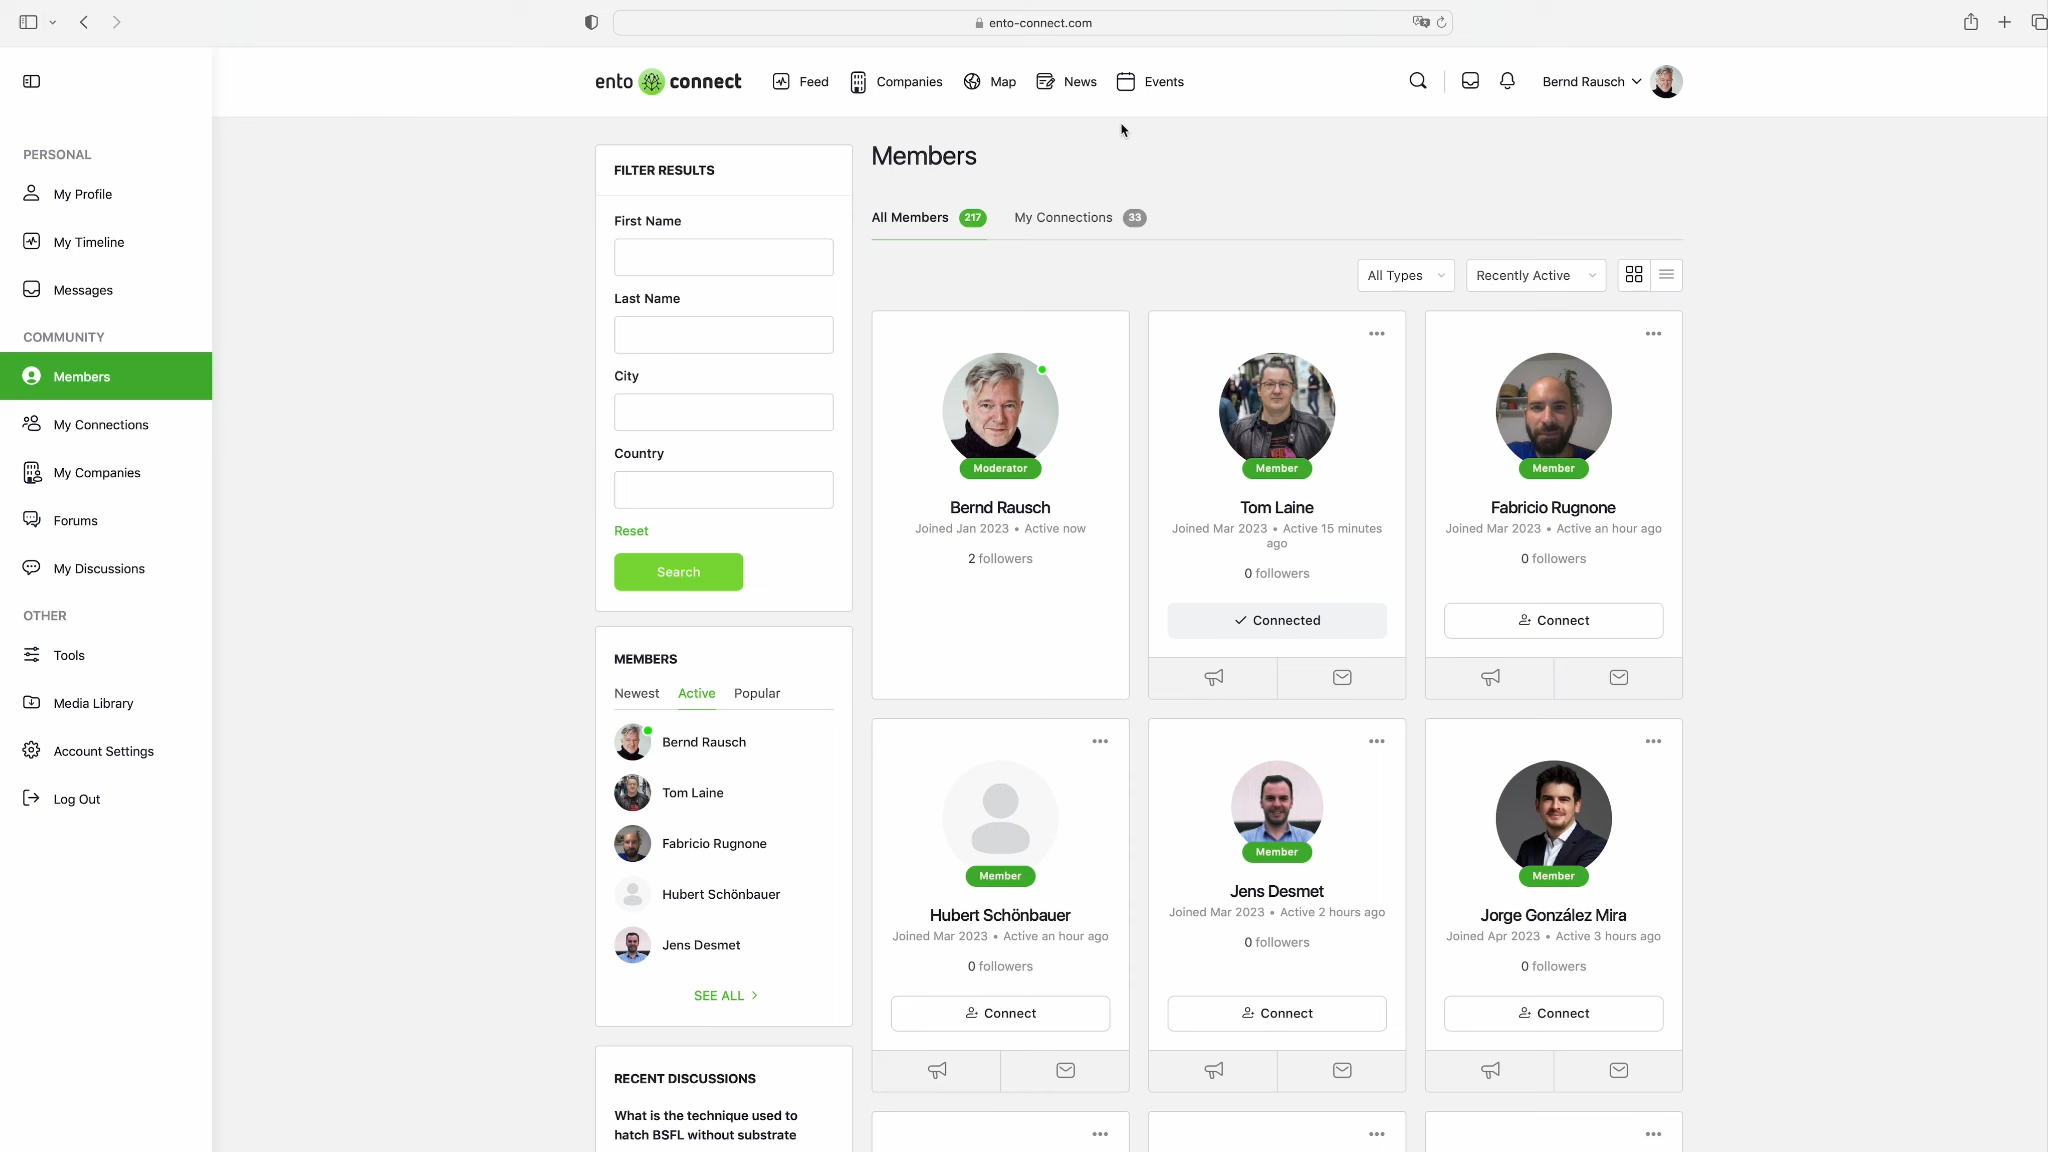 ento-connect.com
ento connect
Feed
Companies
Map
News
Events
Bernd Rausch
PERSONAL
My Profile
My Timeline
Messages
COMMUNITY
Members
My Connections
My Companies
Forums
My Discussions
OTHER
Tools
Media Library
Account Settings
Log Out
FILTER RESULTS
First Name
Last Name
City
Country
Reset
Search
MEMBERS
Newest Active Popular
Bernd Rausch
Tom Laine
Fabricio Rugnone
Hubert Schönbauer
Jens Desmet
SEE ALL
RECENT DISCUSSIONS
What is the technique used to
hatch BSFL without substrate
Members
All Members 217 My Connections 33
All Types Recently Active
Moderator
Bernd Rausch
Joined Jan 2023 • Active now
2 followers
Member
Tom Laine
Joined Mar 2023 • Active 15 minutes
ago
0 followers
Connected
Member
Fabricio Rugnone
Joined Mar 2023 • Active an hour ago
0 followers
Connect
Member
Hubert Schönbauer
Joined Mar 2023 • Active an hour ago
0 followers
Connect
Member
Jens Desmet
Joined Mar 2023 • Active 2 hours ago
0 followers
Connect
Member
Jorge González Mira
Joined Apr 2023 • Active 3 hours ago
0 followers
Connect